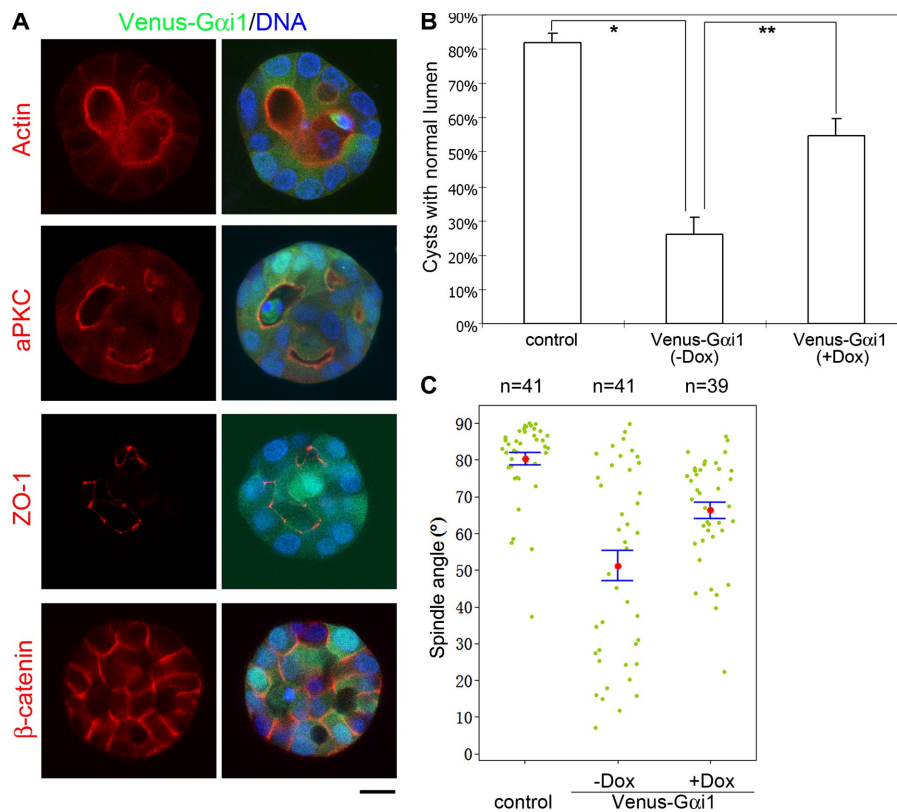 A
Venus-Gαi1/DNA
Actin
aPKC
ZO-1
β-catenin
B
Cysts with normal lumen
90%
80%
70%
60%
50%
40%
30%
20%
10%
0%
*
**
control
Venus-Gαi1
(-Dox)
Venus-Gαi1
(+Dox)
C
n=41
n=41
n=39
Spindle angle (°)
90
80
70
60
50
40
30
20
10
0
control
-Dox
+Dox
Venus-Gαi1